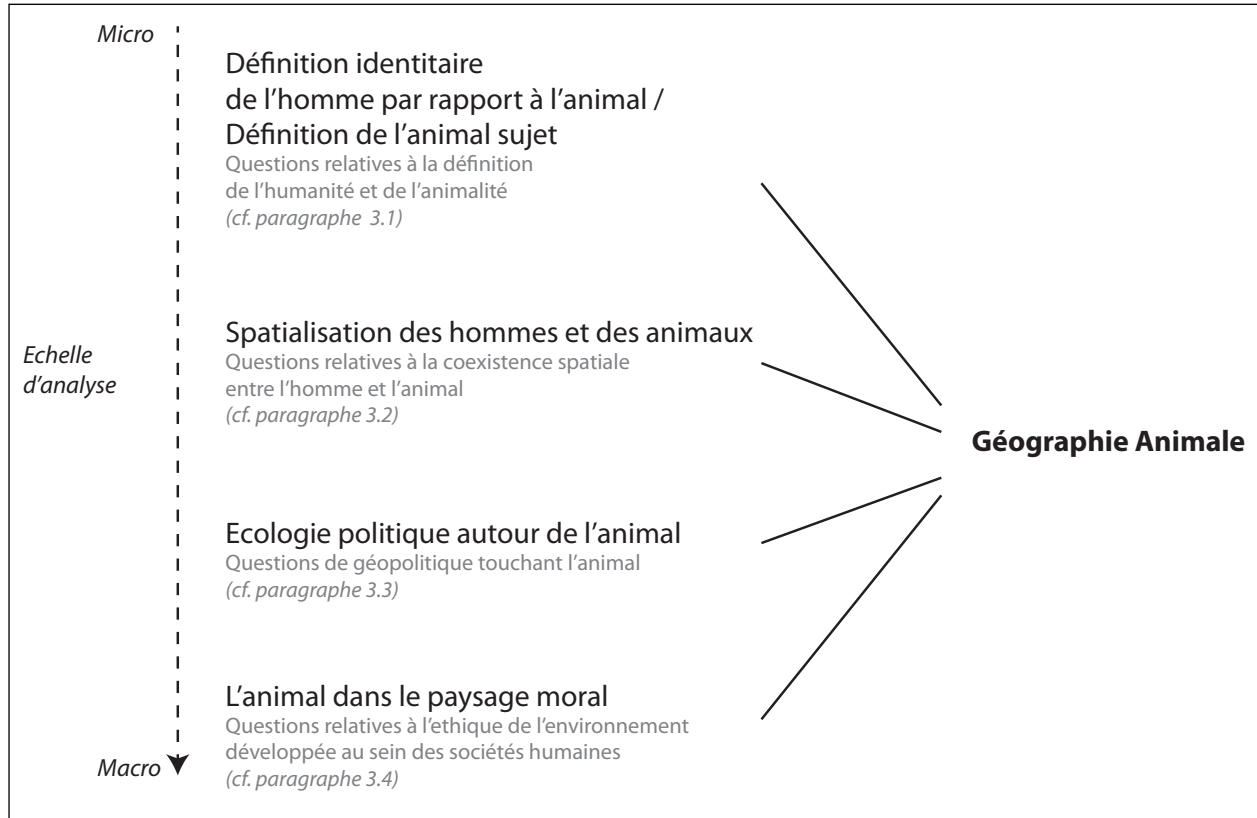 Micro
Définition identitaire
de l’homme par rapport à l’animal /
Définition de l’animal sujet
Questions relatives à la définition
de l’humanité et de l’animalité
(cf. paragraphe 3.1)
Spatialisation des hommes et des animaux
Questions relatives à la coexistence spatiale
entre l’homme et l’animal
(cf. paragraphe 3.2)
Echelle
d’analyse
Géographie Animale
Ecologie politique autour de l’animal
Questions de géopolitique touchant l’animal
(cf. paragraphe 3.3)
L’animal dans le paysage moral
Questions relatives à l’ethique de l’environnement
développée au sein des sociétés humaines
(cf. paragraphe 3.4)
Macro